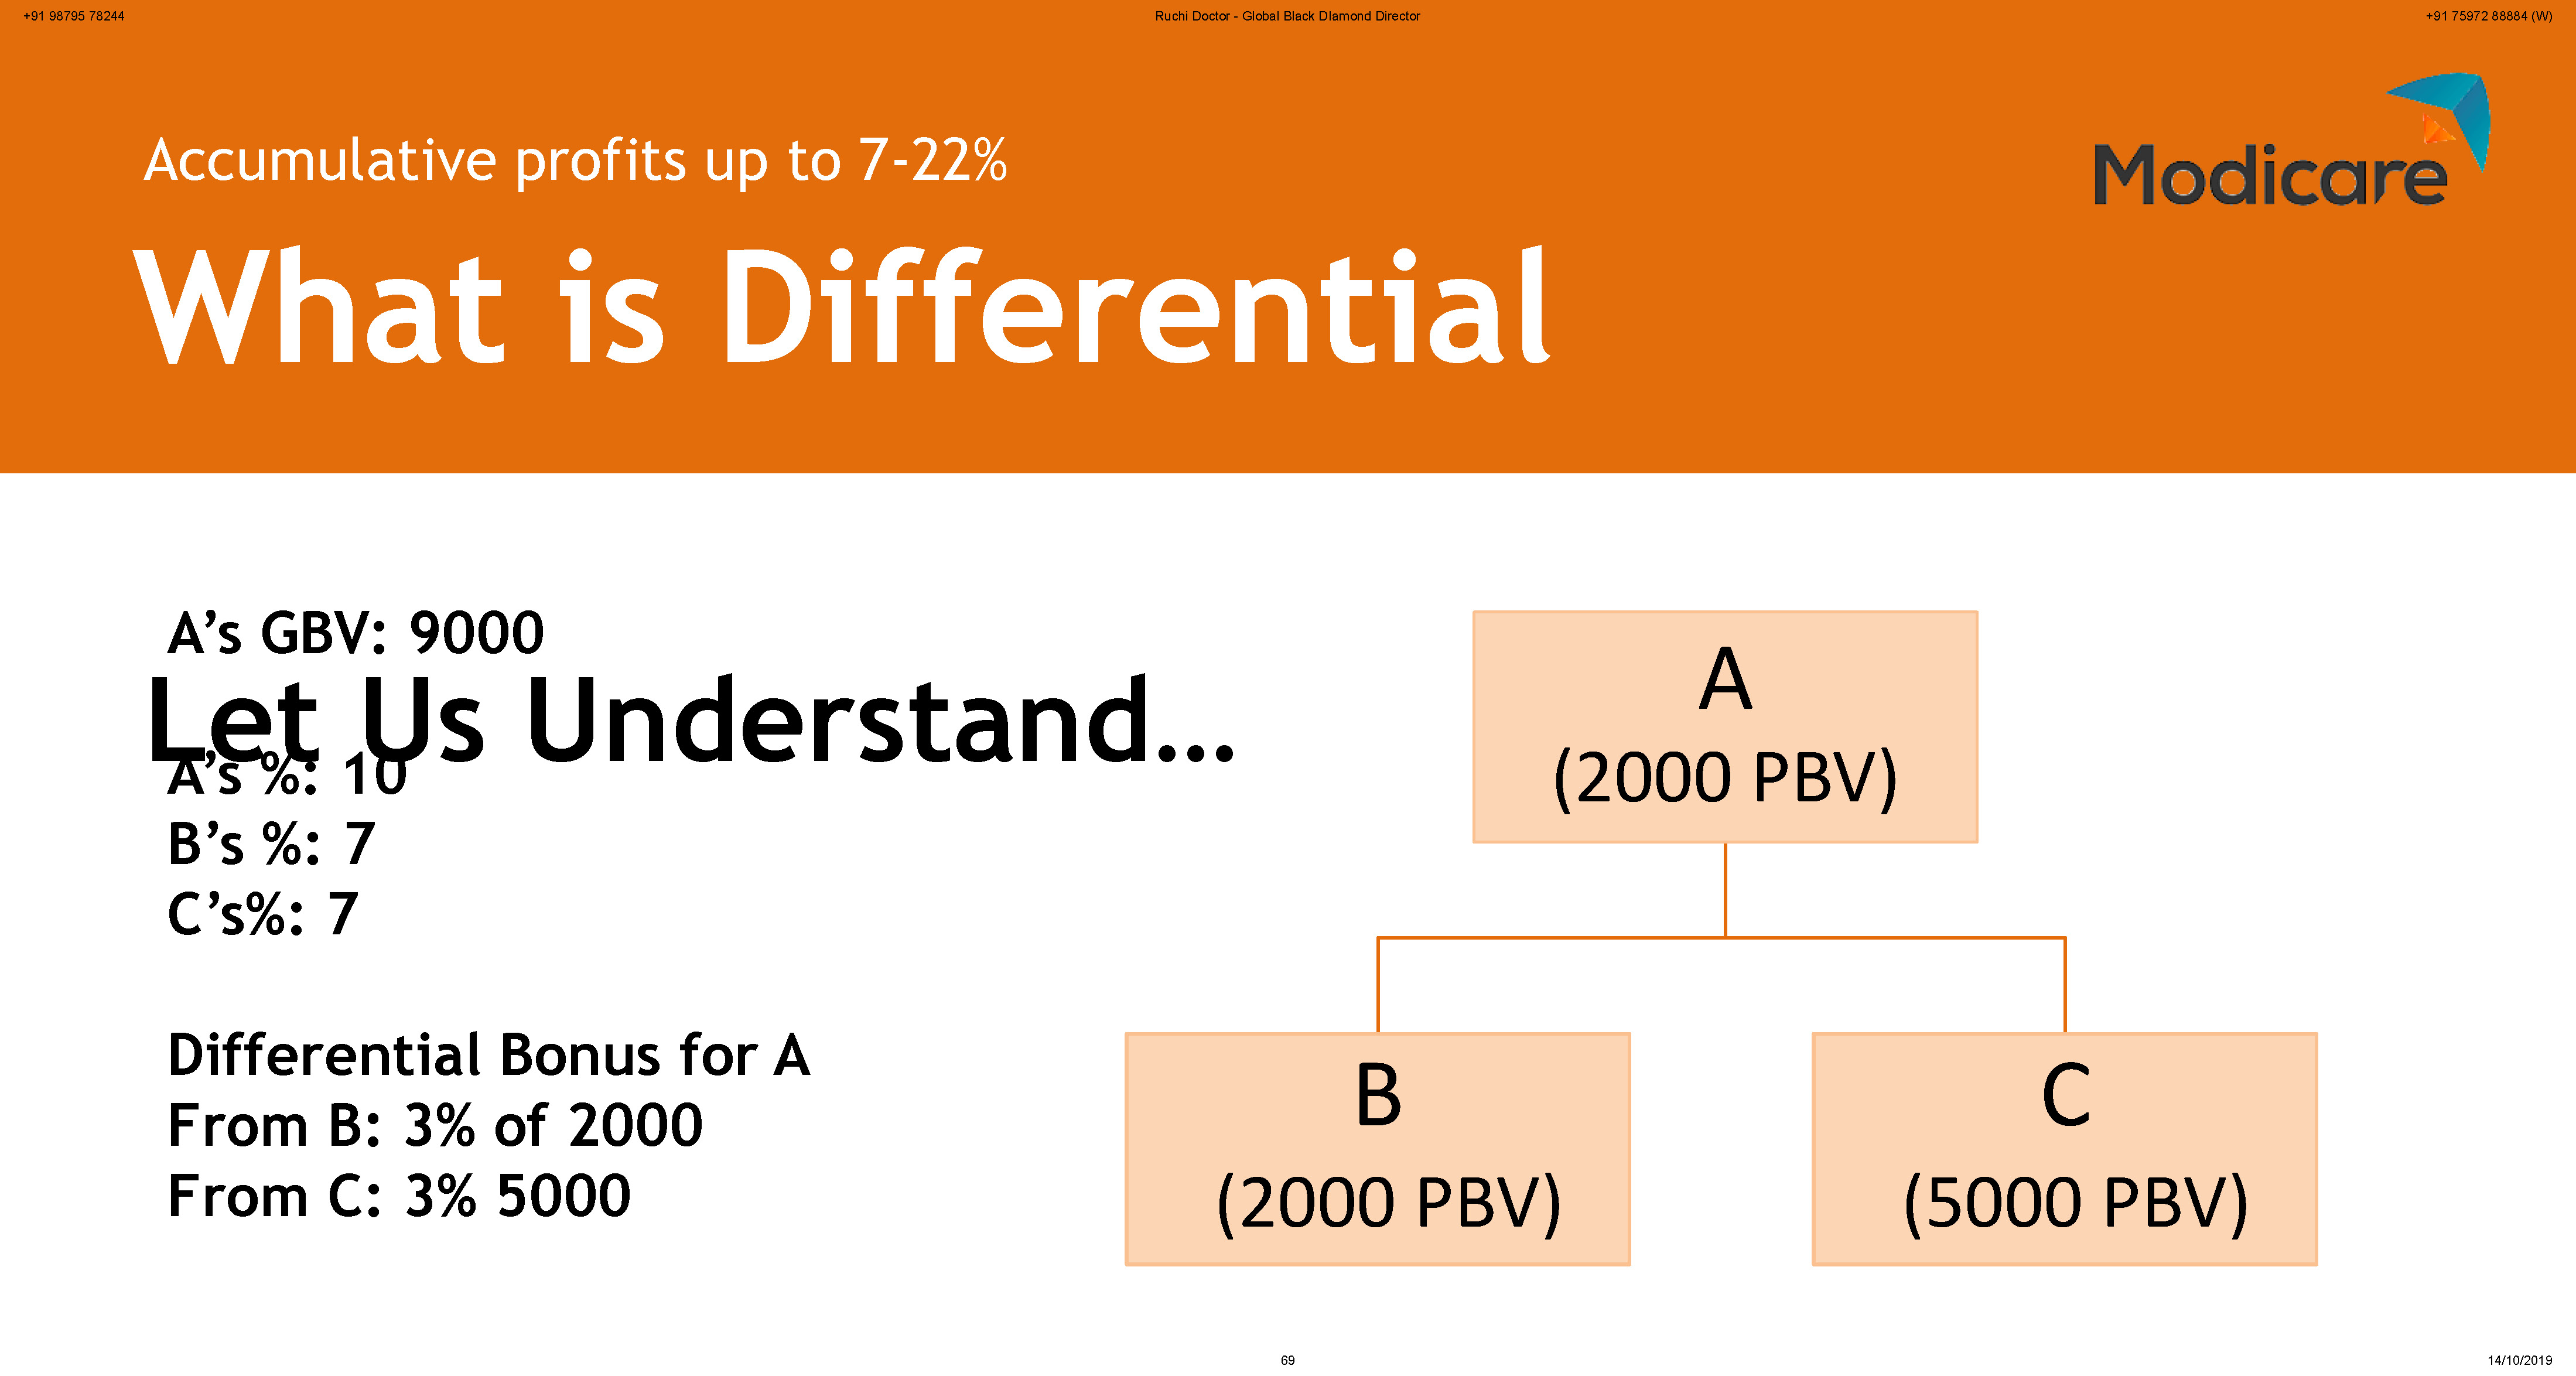 +91 98795 78244
Ruchi Doctor - Global Black DIamond Director
+91 75972 88884 (W)
Accumulative profits up to 7-22%
Modicare
What is Differential
A’s GBV: 9000
Let Us Understand…
A’s %: 10
B’s %: 7
C’s%: 7
Differential Bonus for A
From B: 3% of 2000
From C: 3% 5000
A
(2000 PBV)
B
(2000 PBV)
C
(5000 PBV)
69
14/10/2019